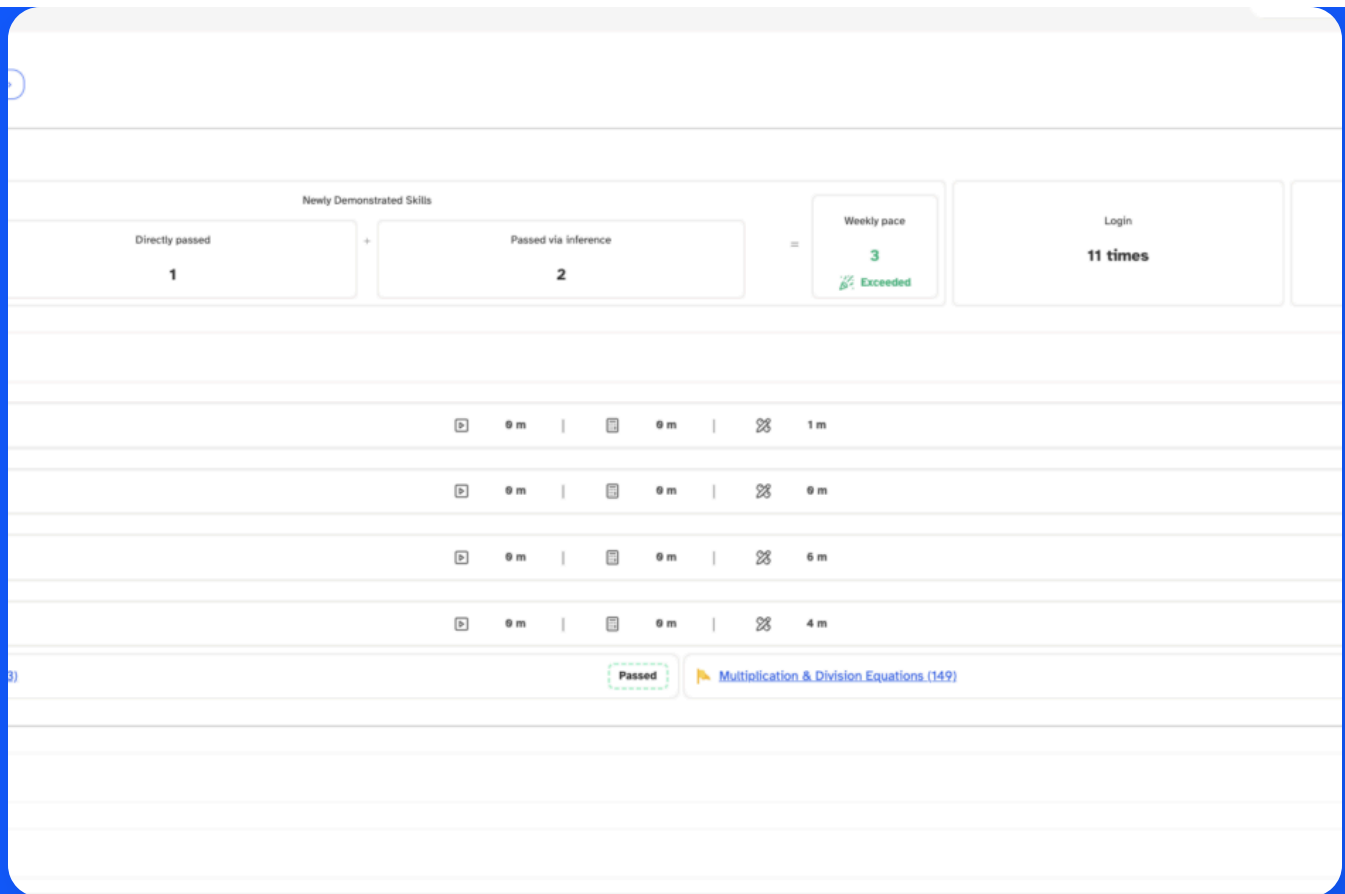 Newly Demonstrated Skills
Directly passed
1
+
Passed via inference
2
=
Weekly pace
3
Exceeded
Login
11 times
0 m | 0 m | 1 m
0 m | 0 m | 0 m
0 m | 0 m | 6 m
0 m | 0 m | 4 m
3)
Passed
Multiplication & Division Equations (149)